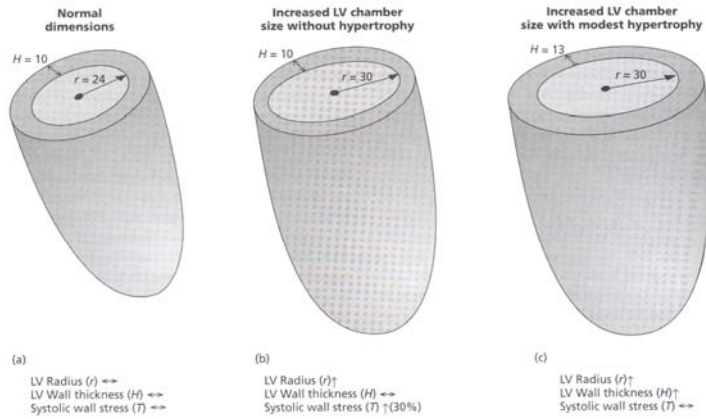 Normal
dimensions
H = 10
r = 24
(a)
LV Radius (r) ↔
LV Wall thickness (H) ↔
Systolic wall stress (T) ↔
Increased LV chamber
size without hypertrophy
H = 10
r = 30
(b)
LV Radius (r)↑
LV Wall thickness (H) ↔
Systolic wall stress (T) ↑(30%)
Increased LV chamber
size with modest hypertrophy
H = 13
r = 30
(c)
LV Radius (r)↑
LV Wall thickness (H)↑
Systolic wall stress (T) ↔